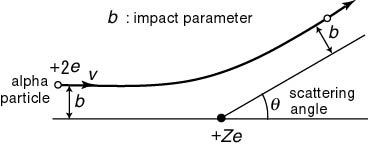 b : impact parameter
b
+2e
v
alpha
particle
b
θ
scattering
angle
+Ze